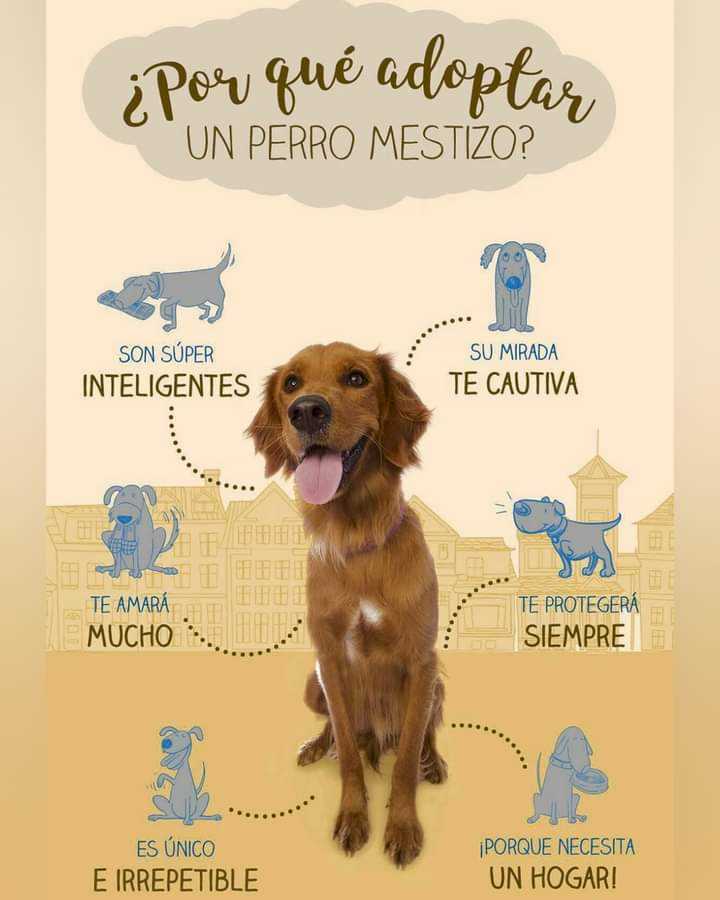 ¿Por qué adoptar
UN PERRO MESTIZO?
SON SÚPER
INTELIGENTES
SU MIRADA
TE CAUTIVA
TE AMARÁ
MUCHO
TE PROTEGERÁ
SIEMPRE
ES ÚNICO
E IRREPETIBLE
¡PORQUE NECESITA
UN HOGAR!